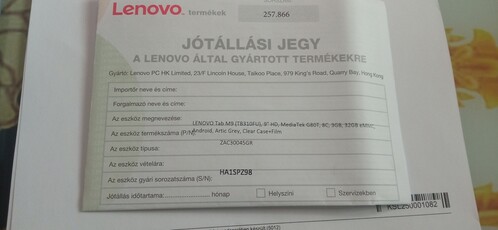 Lenovo. termékek
257.866
JÓTÁLLÁSI JEGY
A LENOVO ÁLTAL GYÁRTOTT TERMÉKEKRE
Gyártó: Lenovo PC HK Limited, 23/F Lincoln House, Taikoo Place, 979 King's Road, Quarry Bay, Hong Kong
Importőr neve és címe:
Forgalmazó neve és címe:
Az eszköz megnevezése: LENOVO Tab M9 (TB310FU), 9" HD, MediaTek G80T, 8C, 3GB, 32GB eMMC,
Az eszköz termékszáma (P/N): Android, Artic Grey, Clear Case+Film
Az eszköz típusa: ZAC30045GR
Az eszköz vételára:
Az eszköz gyári sorozatszáma (S/N): HA1SPZ98
Jótállás időtartama: hónap Helyszíni Szervizekben